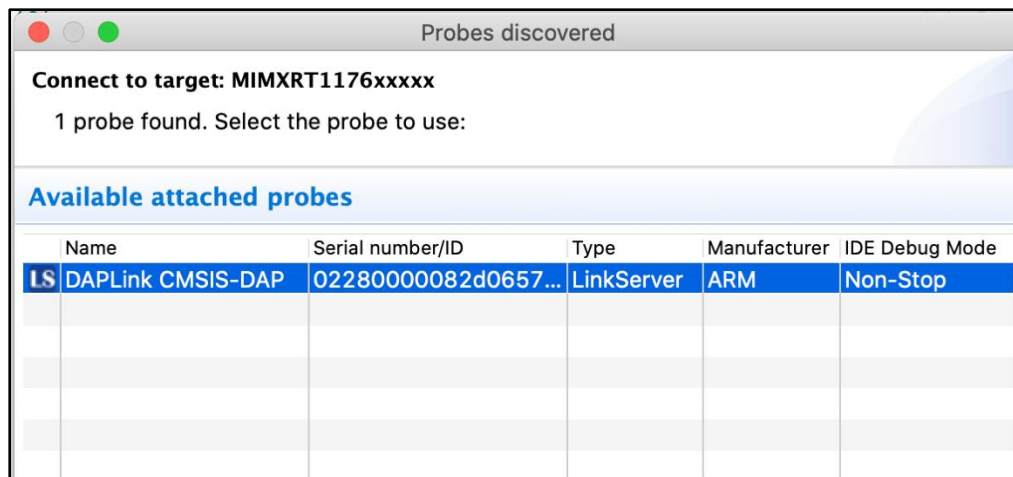 Probes discovered
Connect to target: MIMXRT1176xxxxx
1 probe found. Select the probe to use:
Available attached probes
Name Serial number/ID Type Manufacturer IDE Debug Mode
LS DAPLink CMSIS-DAP 02280000082d0657... LinkServer ARM Non-Stop